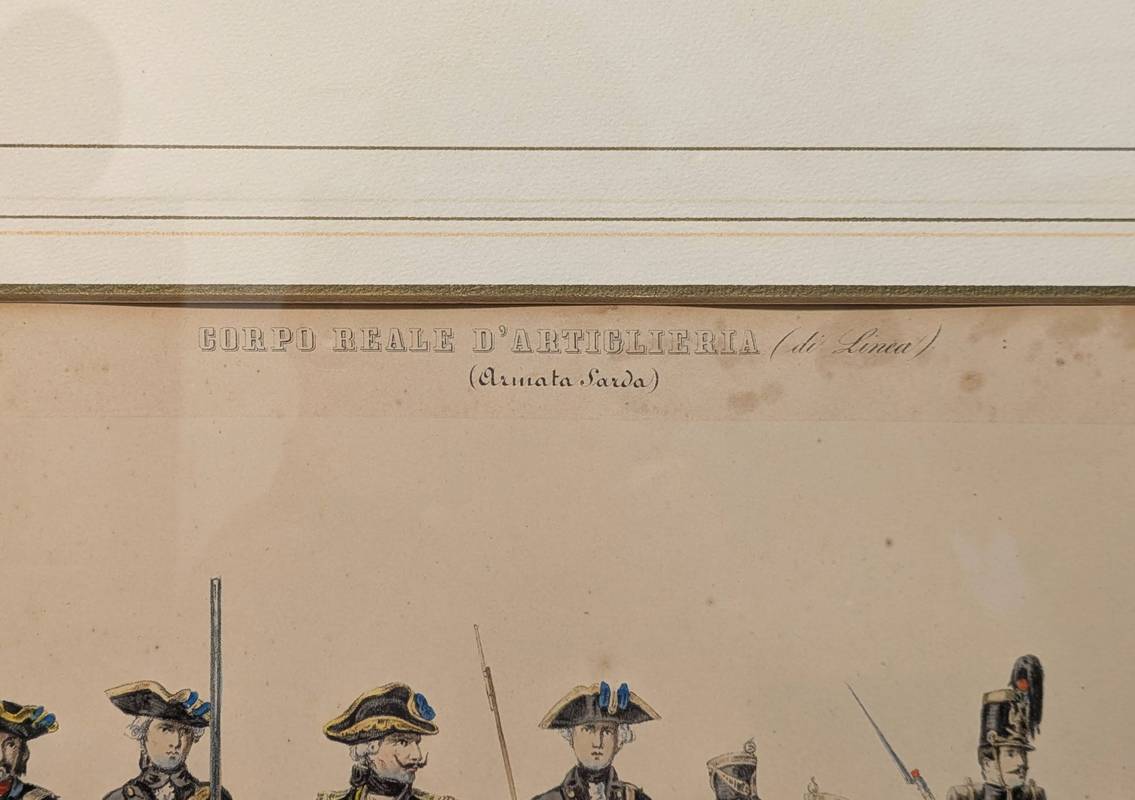 CORPO REALE D'ARTIGLIERIA (di Linea)
(Armata Sarda)